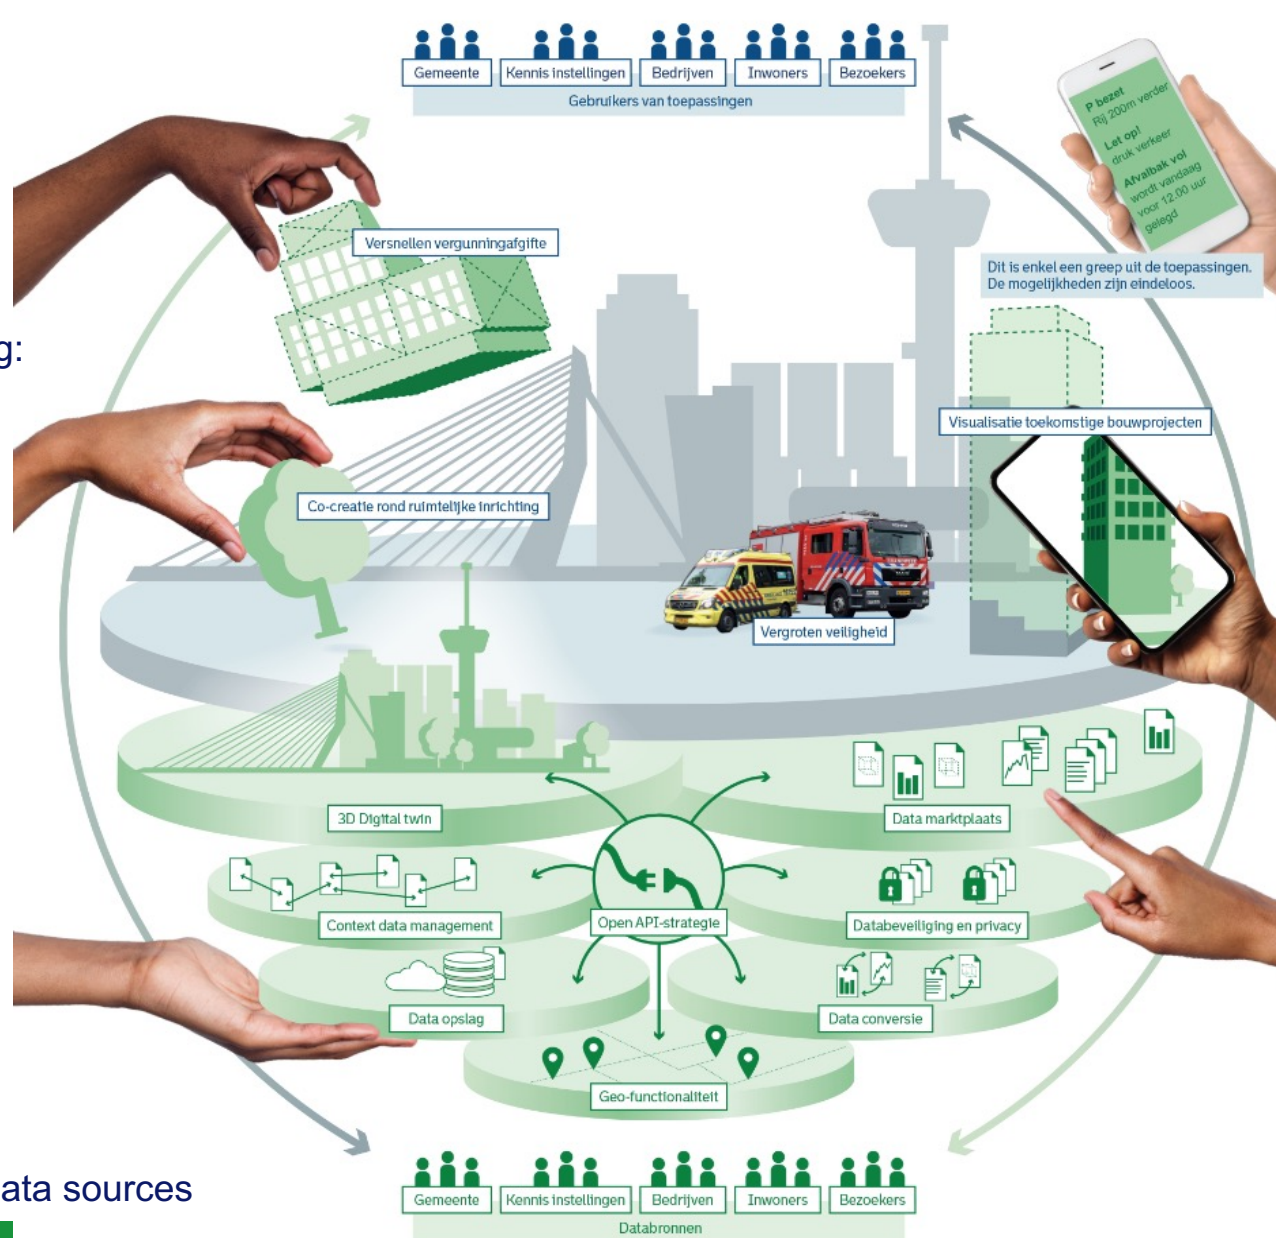 Gemeente
Kennis instellingen
Bedrijven
Inwoners
Bezoekers
Gebruikers van toepassingen
P bezet
Rij 200m verder
Let op!
druk verkeer
Afvalbak vol
wordt vandaag
voor 12.00 uur
gelegd
Versnellen vergunningafgifte
Dit is enkel een greep uit de toepassingen.
De mogelijkheden zijn eindeloos.
g:
Visualisatie toekomstige bouwprojecten
Co-creatie rond ruimtelijke inrichting
Vergroten veiligheid
3D Digital twin
Data marktplaats
Context data management
Open API-strategie
Databeveiliging en privacy
Data opslag
Data conversie
Geo-functionaliteit
ata sources
Gemeente
Kennis instellingen
Bedrijven
Inwoners
Bezoekers
Databronnen